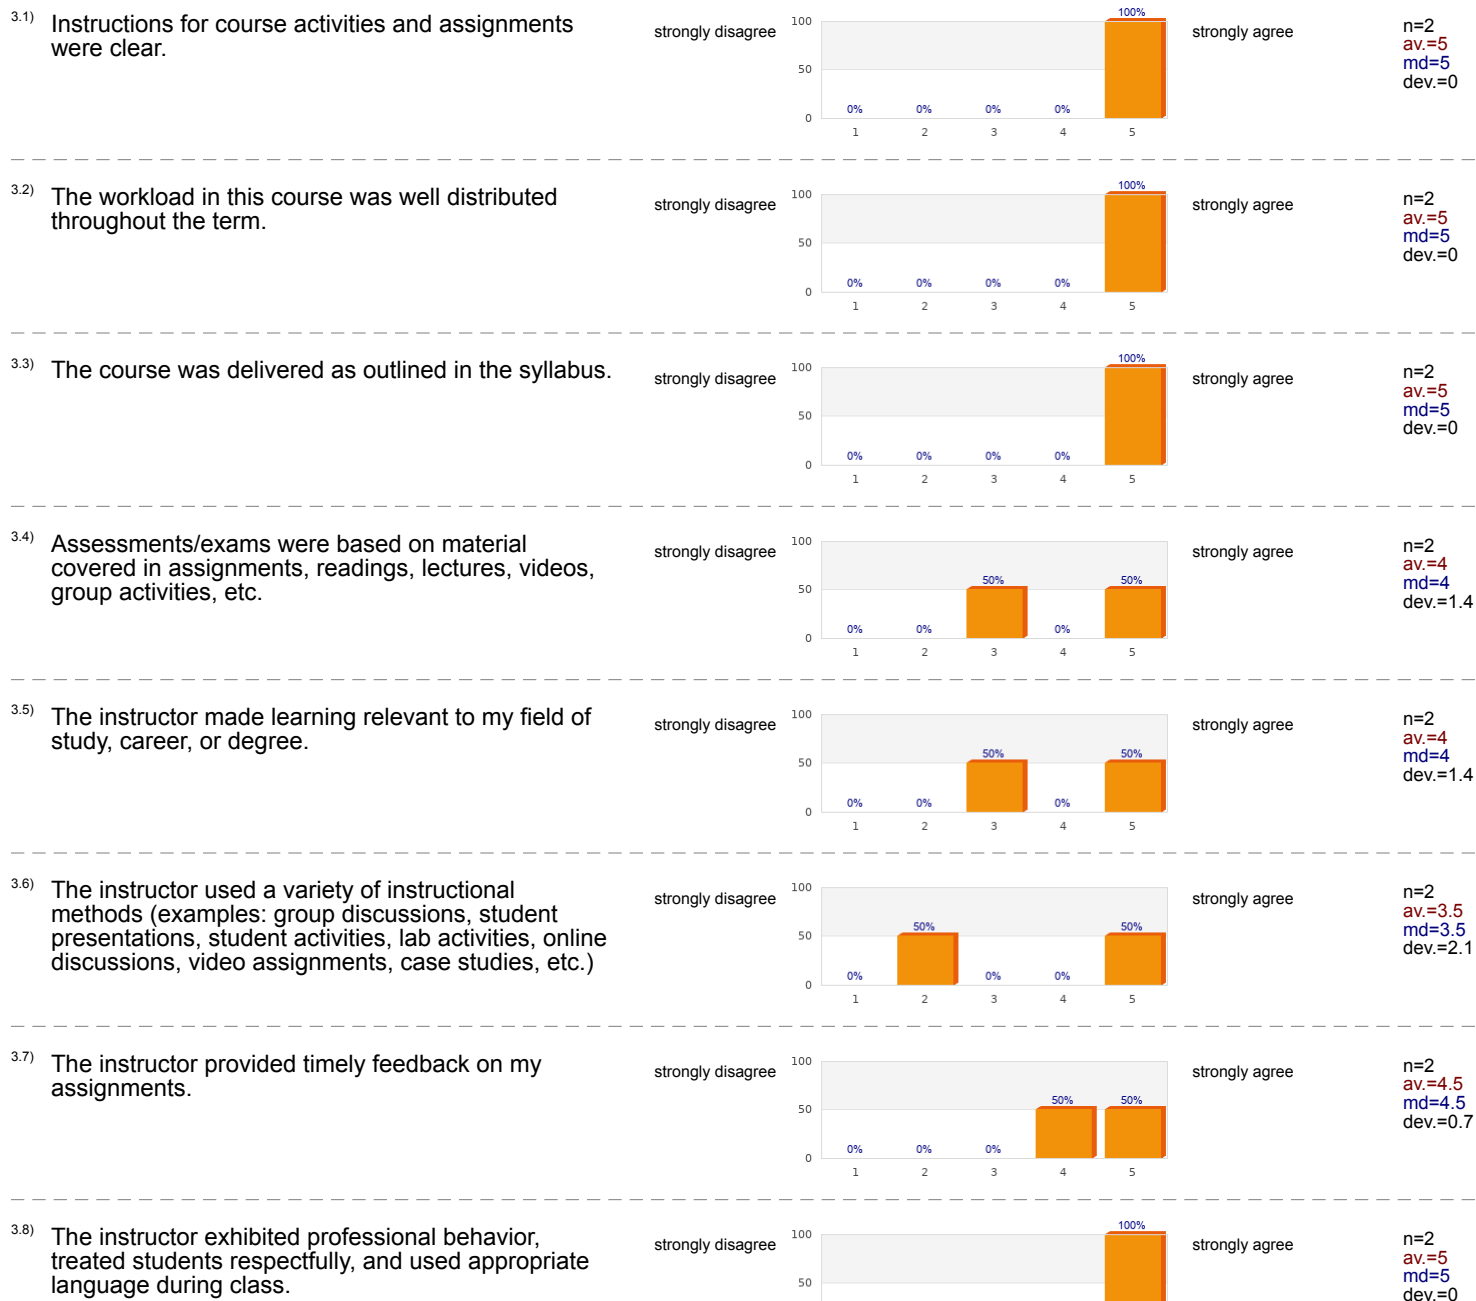 3.1) Instructions for course activities and assignments
were clear.
strongly disagree
100
50
0
0%
0%
0%
0%
100%
1
2
3
4
5
strongly agree
n=2
av.=5
md=5
dev.=0
3.2) The workload in this course was well distributed
throughout the term.
strongly disagree
100
50
0
0%
0%
0%
0%
100%
1
2
3
4
5
strongly agree
n=2
av.=5
md=5
dev.=0
3.3) The course was delivered as outlined in the syllabus.
strongly disagree
100
50
0
0%
0%
0%
0%
100%
1
2
3
4
5
strongly agree
n=2
av.=5
md=5
dev.=0
3.4) Assessments/exams were based on material
covered in assignments, readings, lectures, videos,
group activities, etc.
strongly disagree
100
50
0
0%
0%
50%
0%
50%
1
2
3
4
5
strongly agree
n=2
av.=4
md=4
dev.=1.4
3.5) The instructor made learning relevant to my field of
study, career, or degree.
strongly disagree
100
50
0
0%
0%
50%
0%
50%
1
2
3
4
5
strongly agree
n=2
av.=4
md=4
dev.=1.4
3.6) The instructor used a variety of instructional
methods (examples: group discussions, student
presentations, student activities, lab activities, online
discussions, video assignments, case studies, etc.)
strongly disagree
100
50
0
0%
50%
0%
0%
50%
1
2
3
4
5
strongly agree
n=2
av.=3.5
md=3.5
dev.=2.1
3.7) The instructor provided timely feedback on my
assignments.
strongly disagree
100
50
0
0%
0%
0%
50%
50%
1
2
3
4
5
strongly agree
n=2
av.=4.5
md=4.5
dev.=0.7
3.8) The instructor exhibited professional behavior,
treated students respectfully, and used appropriate
language during class.
strongly disagree
100
50
100%
strongly agree
n=2
av.=5
md=5
dev.=0